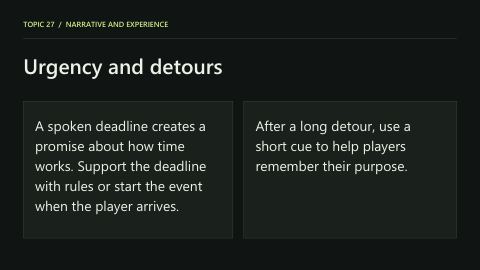 TOPIC 27 / NARRATIVE AND EXPERIENCE
Urgency and detours
A spoken deadline creates a
promise about how time
works. Support the deadline
with rules or start the event
when the player arrives.
After a long detour, use a
short cue to help players
remember their purpose.